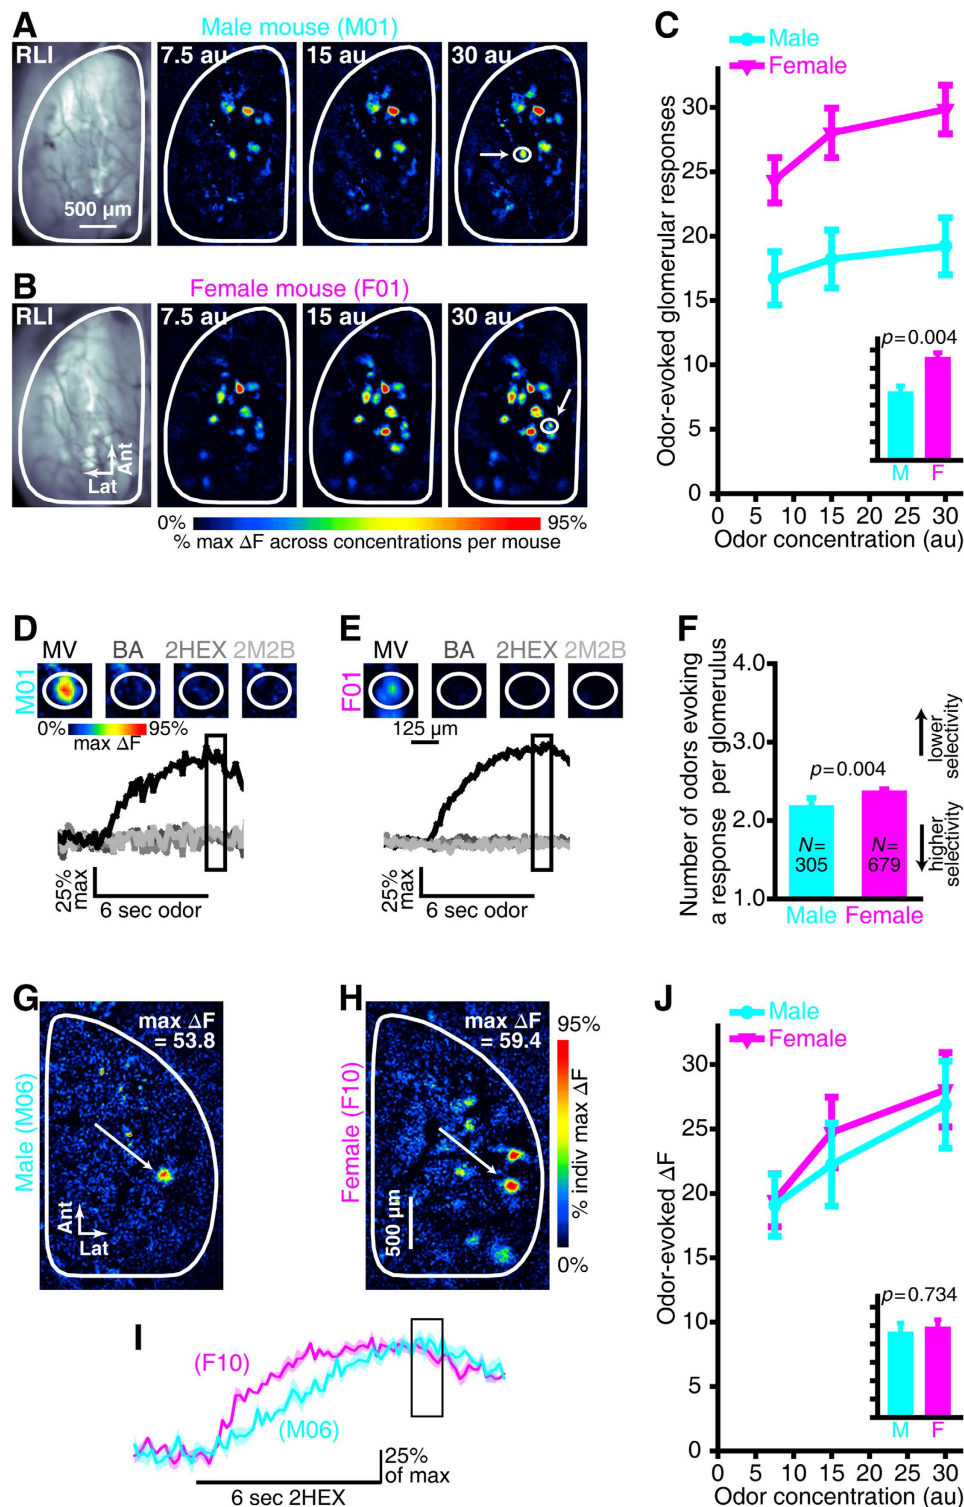 A
Male mouse (M01)
RLI
7.5 au
15 au
30 au
500 µm
B
Female mouse (F01)
RLI
7.5 au
15 au
30 au
Ant
Lat
0%
95%
% max ΔF across concentrations per mouse
C
Male
Female
Odor-evoked glomerular responses
30
25
20
15
10
5
0
p=0.004
M
F
0 5 10 15 20 25 30
Odor concentration (au)
D
MV
BA
2HEX
2M2B
M01
0%
95%
max ΔF
25%
max
6 sec odor
E
MV
BA
2HEX
2M2B
F01
125 µm
25%
max
6 sec odor
F
Number of odors evoking
a response per glomerulus
4.0
3.0
2.0
1.0
p=0.004
N=
305
N=
679
Male
Female
lower
selectivity
higher
selectivity
G
Male (M06)
max ΔF
= 53.8
Ant
Lat
H
Female (F10)
max ΔF
= 59.4
500 µm
95%
% indiv max ΔF
0%
I
(F10)
(M06)
25%
of max
6 sec 2HEX
J
Male
Female
Odor-evoked ΔF
30
25
20
15
10
5
0
p=0.734
M
F
0 5 10 15 20 25 30
Odor concentration (au)